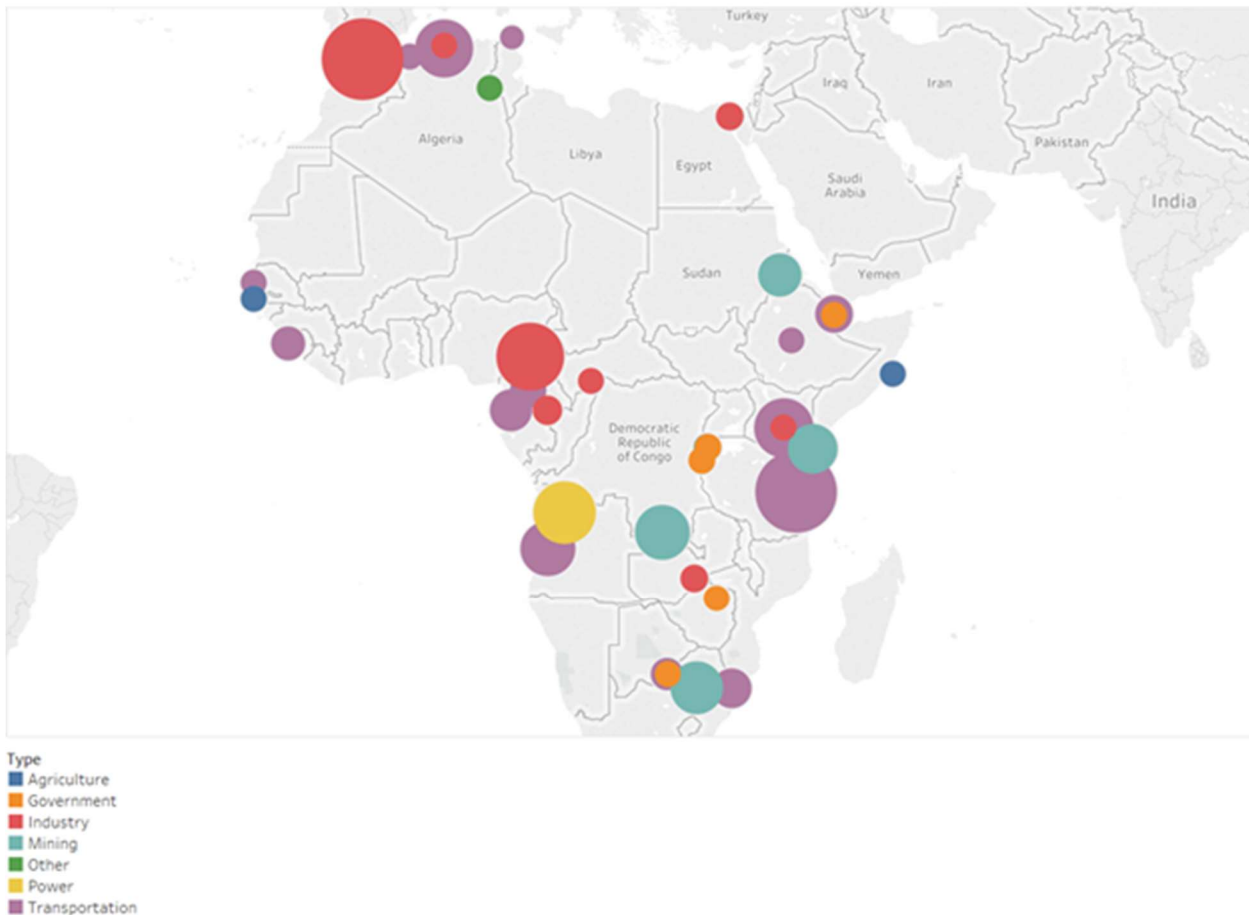 Turkey
Iraq
Iran
Algeria
Libya
Egypt
Pakistan
Saudi
Arabia
India
Sudan
Yemen
Democratic
Republic
of Congo
Type
Agriculture
Government
Industry
Mining
Other
Power
Transportation